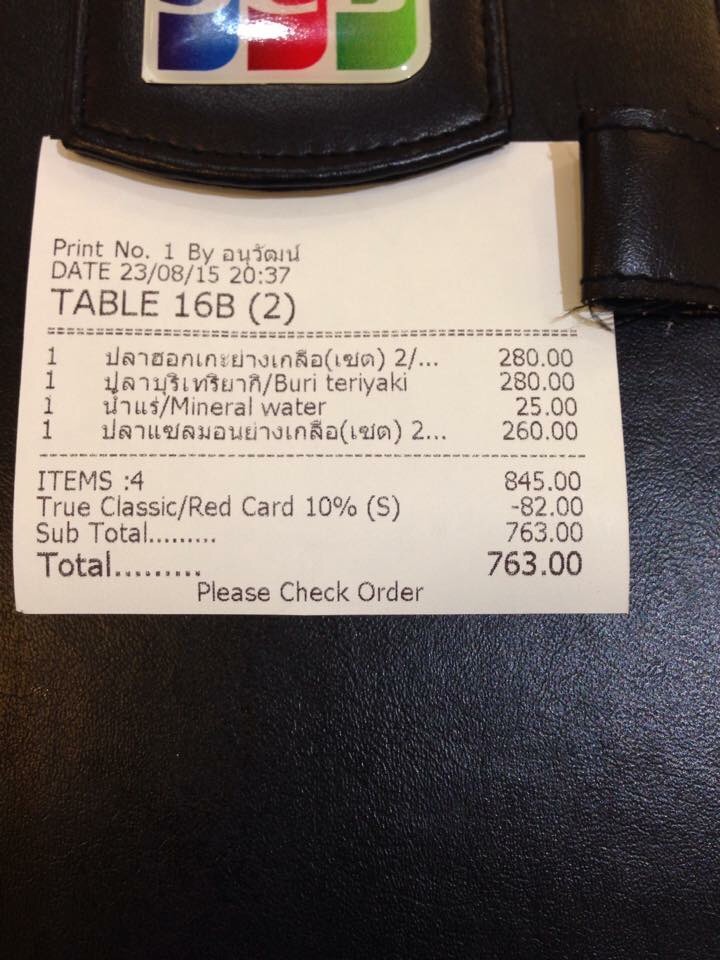 JCB
Print No. 1 By อนุวัฒน์
DATE 23/08/15 20:37
TABLE 16B (2)
1 ปลาฮอกเกะย่างเกลือ(เซต) 2/... 280.00
1 ปลาบุริเทริยากิ/Buri teriyaki 280.00
1 น้ำแร่/Mineral water 25.00
1 ปลาแซลมอนย่างเกลือ(เซต) 2... 260.00
ITEMS :4 845.00
True Classic/Red Card 10% (S) -82.00
Sub Total......... 763.00
Total......... 763.00
Please Check Order